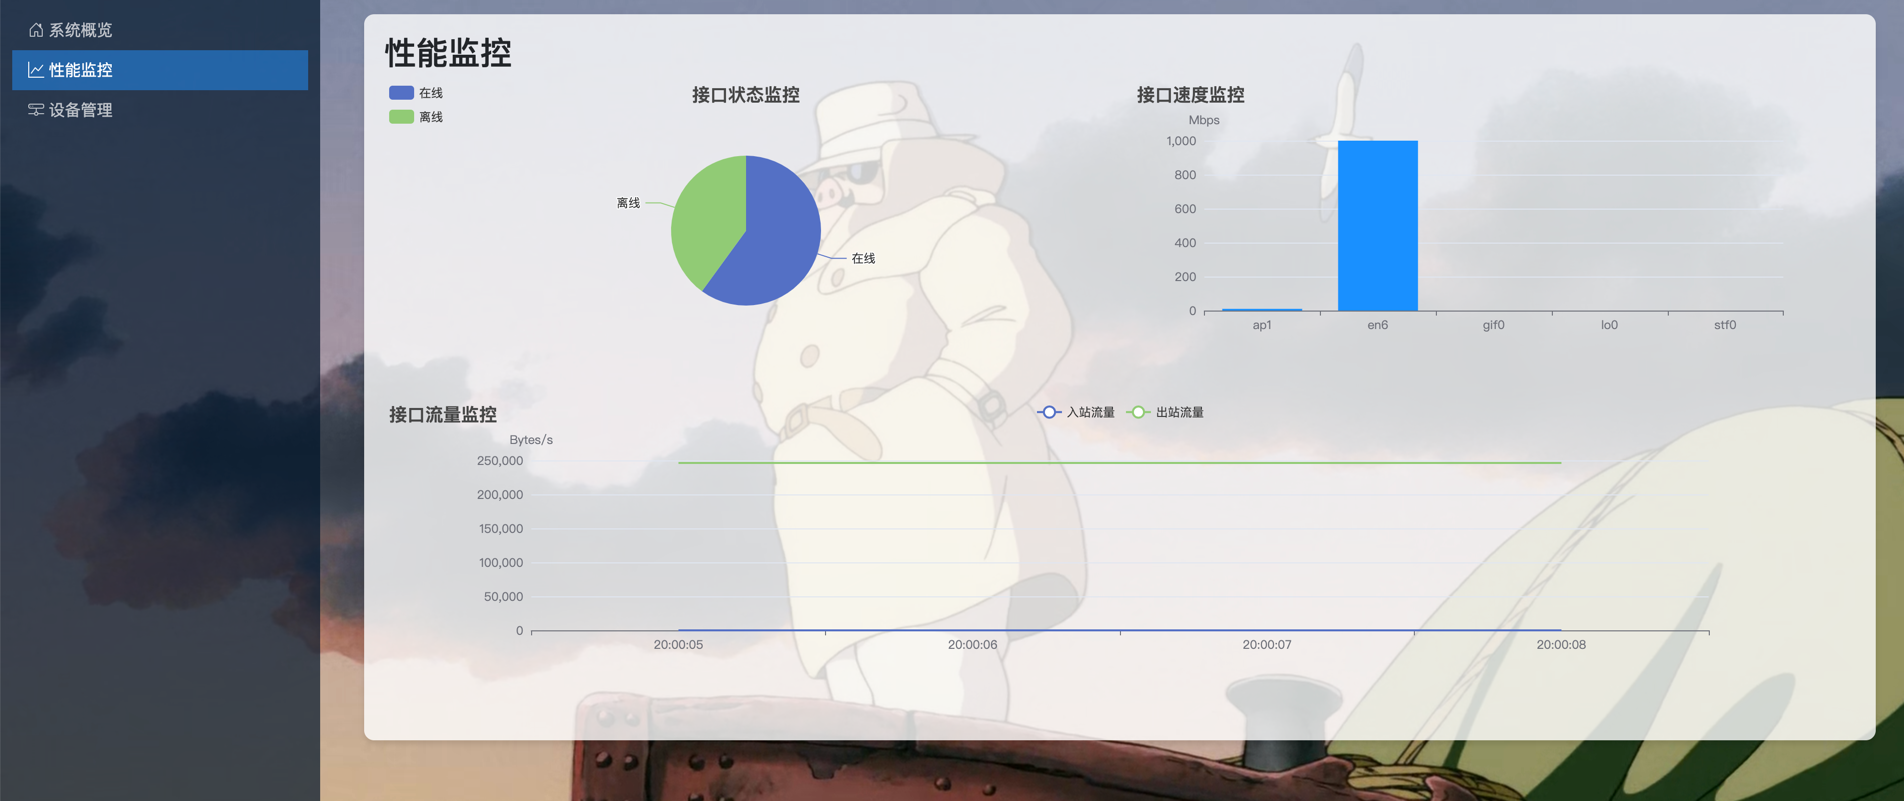 系统概览
性能监控
设备管理
性能监控
在线
离线
接口状态监控
离线
在线
接口速度监控
Mbps
1,000
800
600
400
200
0
ap1 en6 gif0 lo0 stf0
接口流量监控
入站流量 出站流量
Bytes/s
250,000
200,000
150,000
100,000
50,000
0
20:00:05 20:00:06 20:00:07 20:00:08